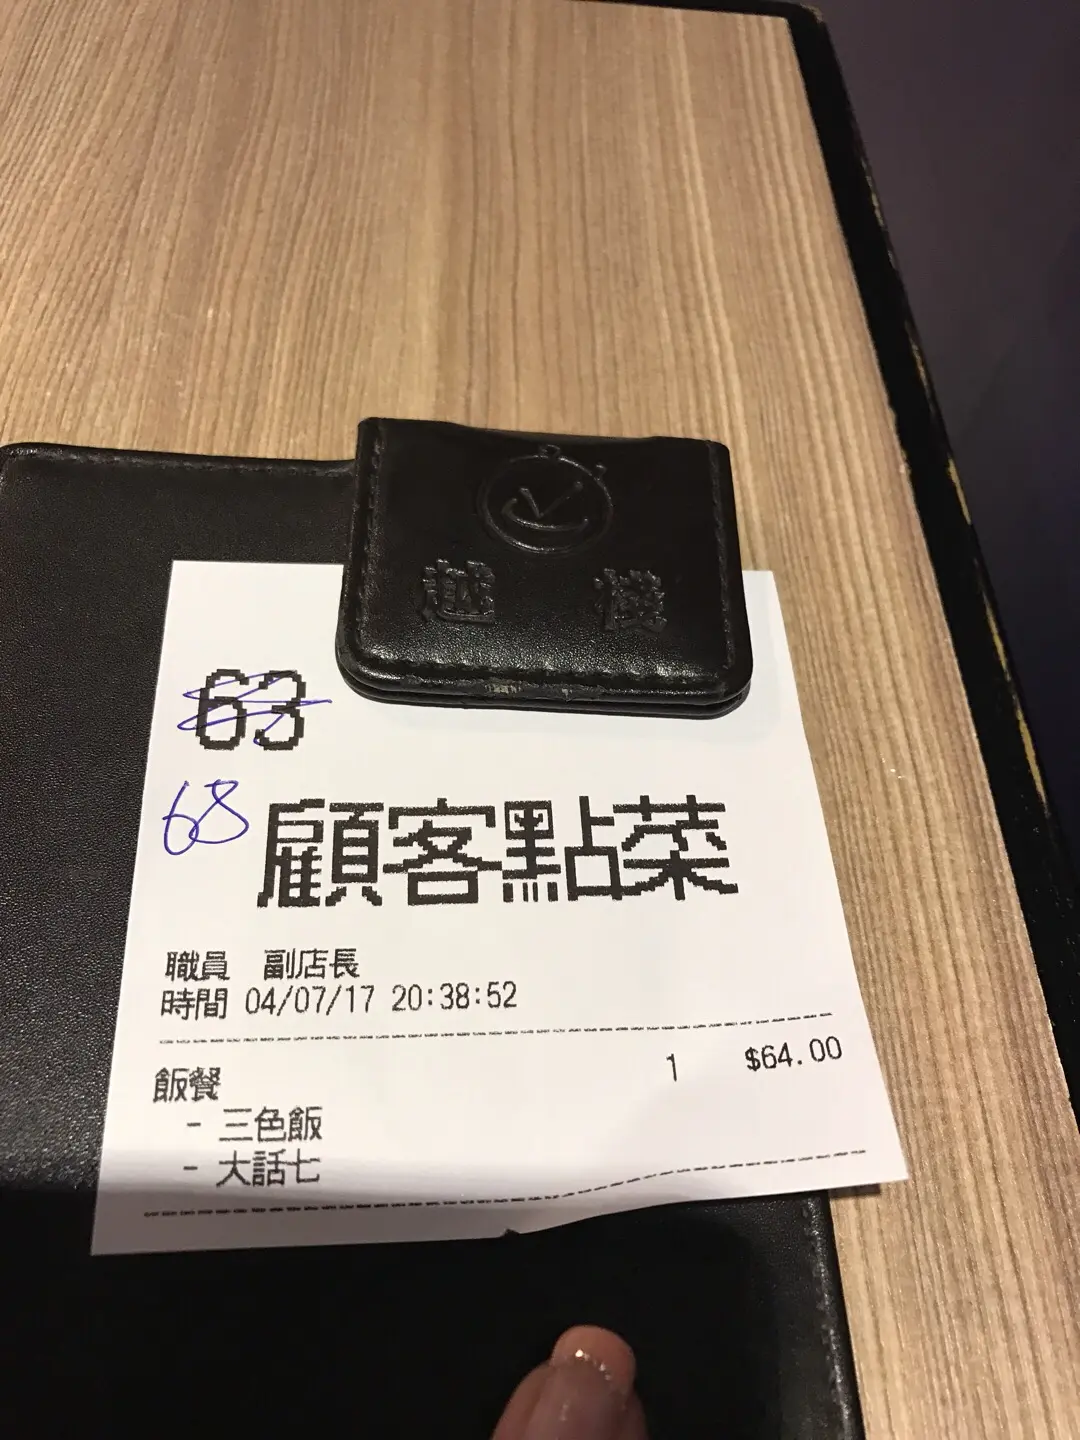 越棧
63
68
顧客點菜
職員 副店長
時間 04/07/17 20:38:52
飯餐 1 $64.00
- 三色飯
- 大話七